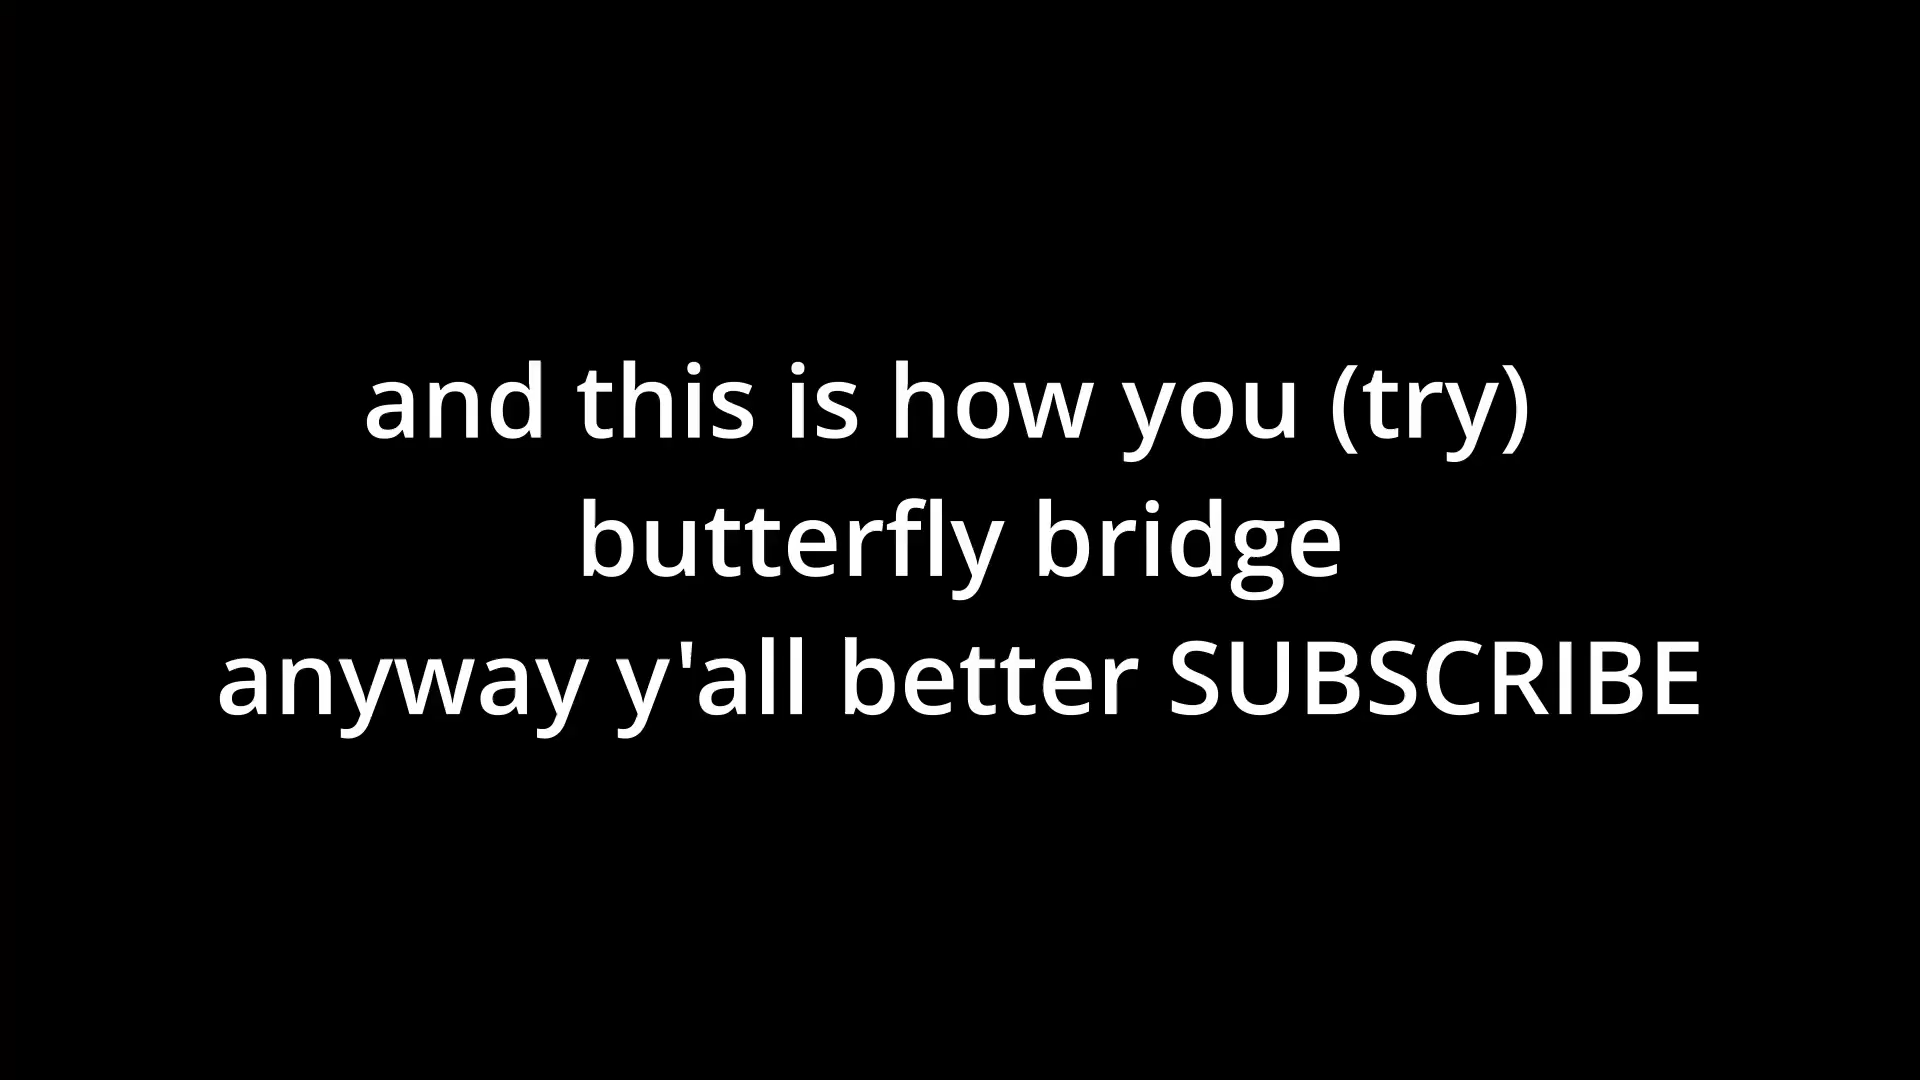 and this is how you (try)
butterfly bridge
anyway y'all better SUBSCRIBE